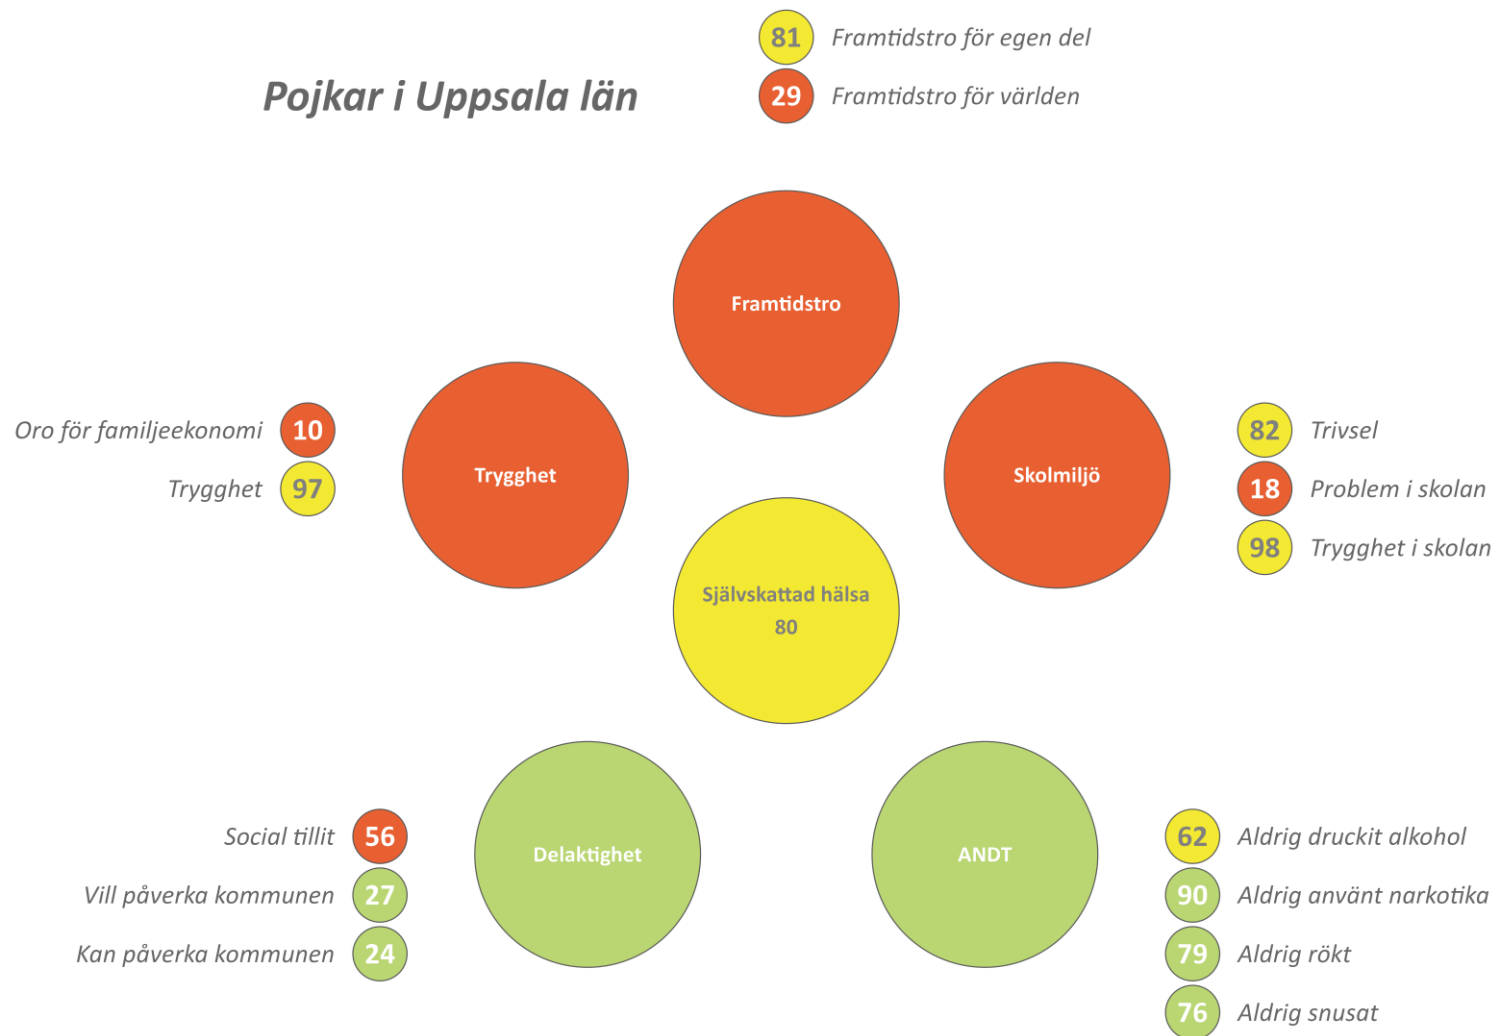 81 Framtidstro för egen del
Pojkar i Uppsala län
29 Framtidstro för världen
Framtidstro
Oro för familjeekonomi 10
Trygghet 97
Trygghet
Skolmiljö
82 Trivsel
18 Problem i skolan
98 Trygghet i skolan
Självskattad hälsa
80
Social tillit 56
Vill påverka kommunen 27
Kan påverka kommunen 24
Delaktighet
ANDT
62 Aldrig druckit alkohol
90 Aldrig använt narkotika
79 Aldrig rökt
76 Aldrig snusat